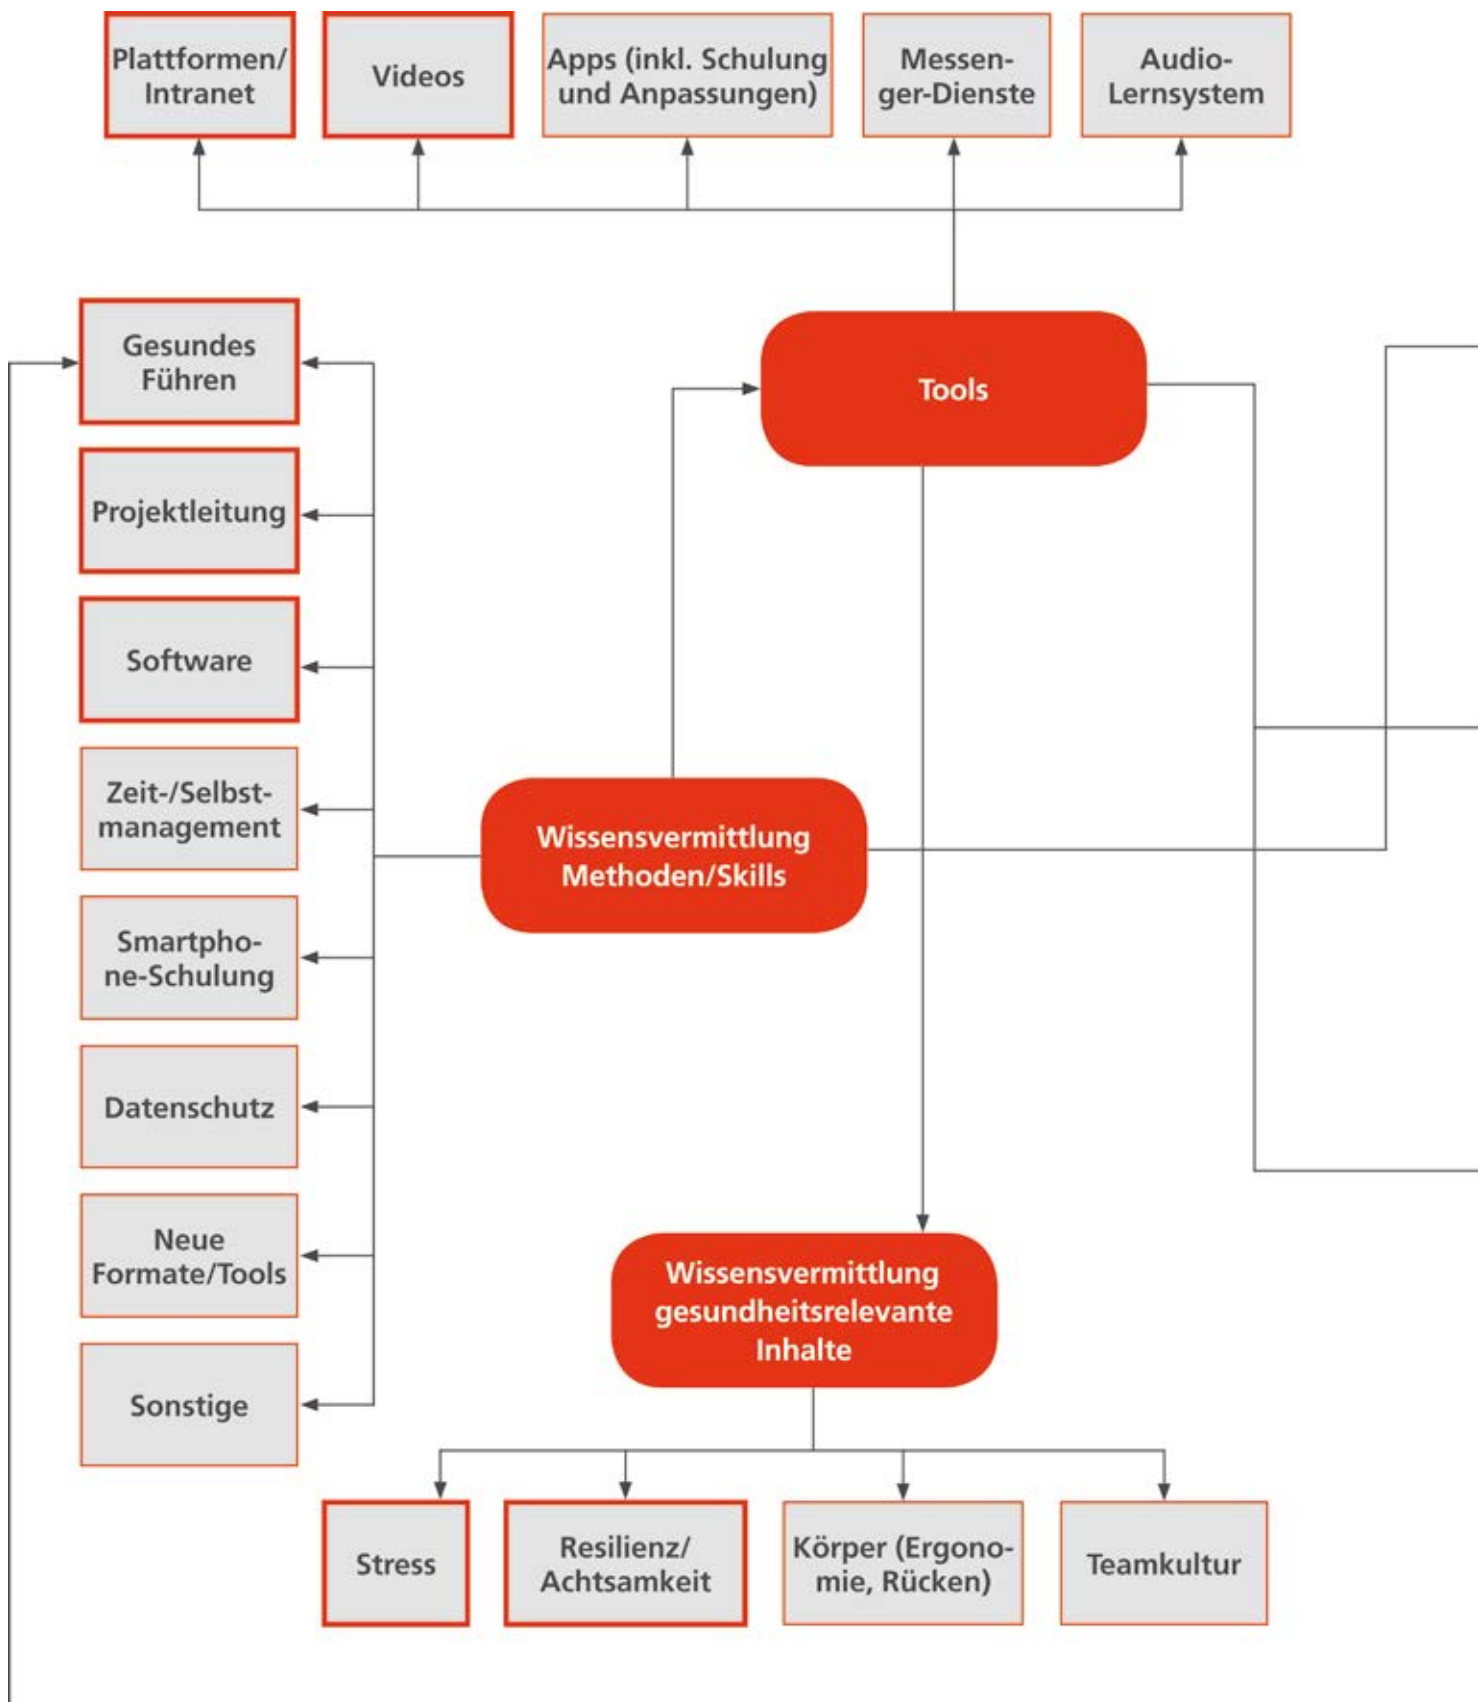 Plattformen/
Intranet
Videos
Apps (inkl. Schulung
und Anpassungen)
Messen-
ger-Dienste
Audio-
Lernsystem
Tools
Gesundes
Führen
Projektleitung
Software
Zeit-/Selbst-
management
Smartpho-
ne-Schulung
Datenschutz
Neue
Formate/Tools
Sonstige
Wissensvermittlung
Methoden/Skills
Wissensvermittlung
gesundheitsrelevante
Inhalte
Stress
Resilienz/
Achtsamkeit
Körper (Ergono-
mie, Rücken)
Teamkultur